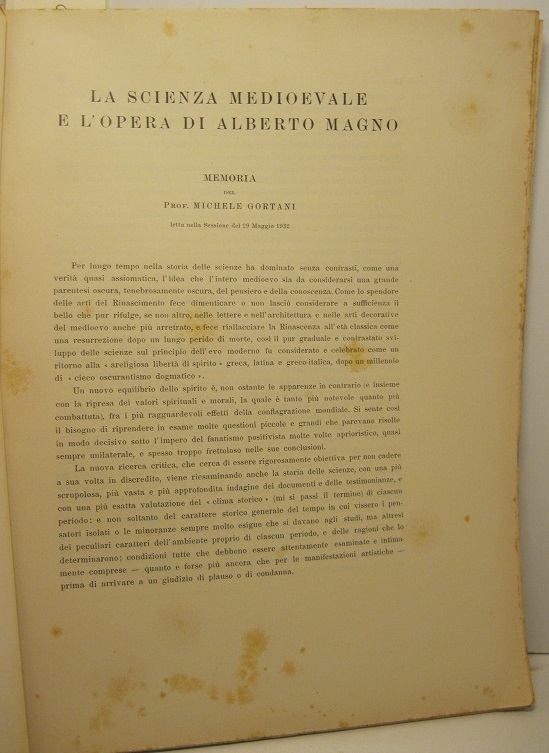 LA SCIENZA MEDIOEVALE
E L'OPERA DI ALBERTO MAGNO
MEMORIA
DEL
PROF. MICHELE GORTANI
letta nella Sessione del 29 Maggio 1932
Per lungo tempo nella storia delle scienze ha dominato senza contrasti, come una
verità quasi assiomatica, l'idea che l'intero medioevo sia da considerarsi una grande
parentesi oscura, tenebrosamente oscura, del pensiero e della conoscenza. Come lo splendore
delle arti del Rinascimento fece dimenticare o non lasciò considerare a sufficienza il
bello che pur rifulge, se non altro, nelle lettere e nell'architettura e nelle arti decorative
del medioevo anche più arretrato, e fece riallacciare la Rinascenza all'età classica come
una resurrezione dopo un lungo perido di morte, così il pur graduale e contrastato svi-
luppo delle scienze sul principio dell'evo moderno fu considerato e celebrato come un
ritorno alla « areligiosa libertà di spirito » greca, latina e greco-italica, dopo un millennio
di « cieco oscurantismo dogmatico ».
Un nuovo equilibrio dello spirito è, non ostante le apparenze in contrario (e insieme
con la ripresa dei valori spirituali e morali, la quale è tanto più notevole quanto più
combattuta), fra i più ragguardevoli effetti della conflagrazione mondiale. Si sente così
il bisogno di riprendere in esame molte questioni piccole e grandi che parevano risolte
in modo decisivo sotto l'impero del fanatismo positivista molte volte aprioristico, quasi
sempre unilaterale, e spesso troppo frettoloso nelle sue conclusioni.
La nuova ricerca critica, che cerca di essere rigorosamente obiettiva per non cadere
a sua volta in discredito, viene riesaminando anche la storia delle scienze, con una più
scrupolosa, più vasta e più approfondita indagine dei documenti e delle testimonianze, e
con una più esatta valutazione del « clima storico » (mi si passi il termine) di ciascun
periodo: e non soltanto del carattere storico generale del tempo in cui vissero i pen-
satori isolati o le minoranze sempre molto esigue che si davano agli studi, ma altresì
dei peculiari caratteri dell'ambiente proprio di ciascun periodo, e delle ragioni che lo
determinarono; condizioni tutte che debbono essere attentamente esaminate e intima-
mente comprese — quanto e forse più ancora che per le manifestazioni artistiche —
prima di arrivare a un giudizio di plauso o di condanna.